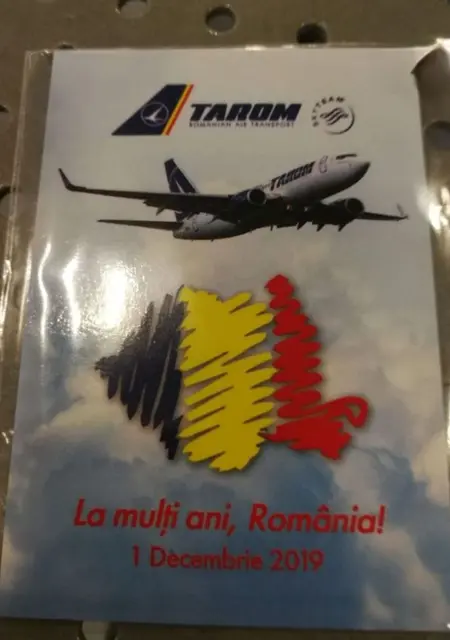 TAROM
ROMANIAN AIR TRANSPORT
SKYTEAM
TAROM
La mulți ani, România!
1 Decembrie 2019